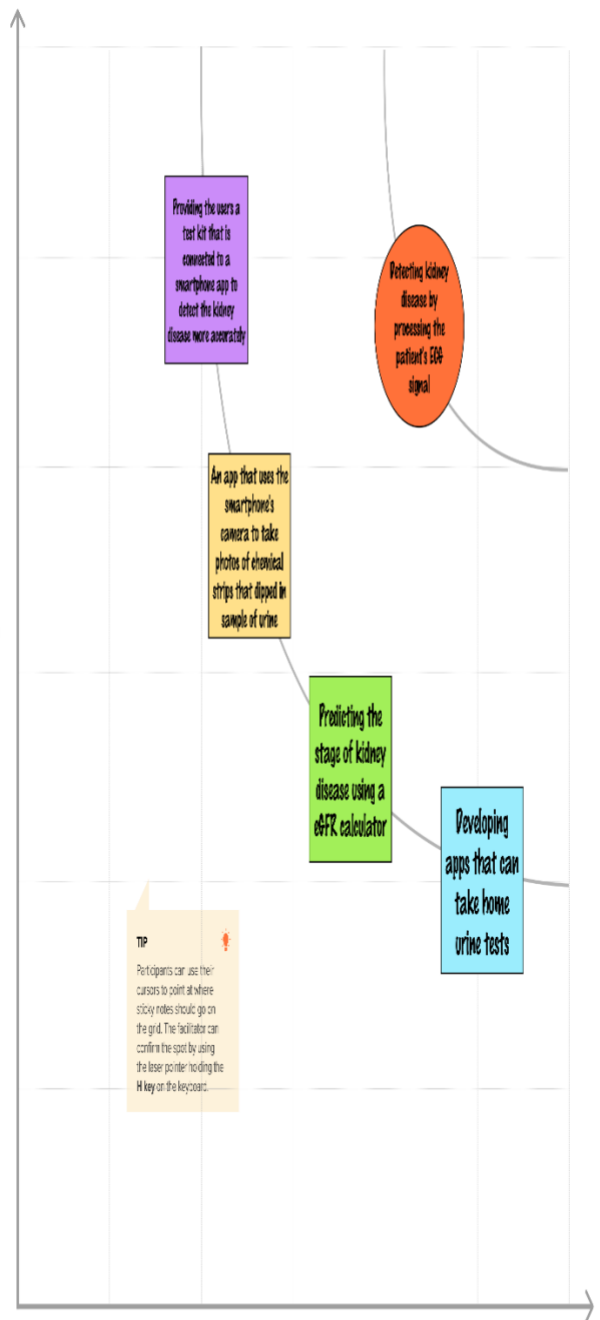 Providing the users a
test kit that is
connected to a
smartphone app to
detect the kidney
disease more accurately
Detecting kidney
disease by
processing the
patient's ECG
signal
An app that uses the
smartphone's
camera to take
photos of chemical
strips that dipped in
sample of urine
Predicting the
stage of kidney
disease using a
eGFR calculator
Developing
apps that can
take home
urine tests
TIP
Participants can use their
cursors to point at where
sticky notes should go on
the grid. The facilitator can
confirm the spot by using
the laser pointer holding the
H key on the keyboard.